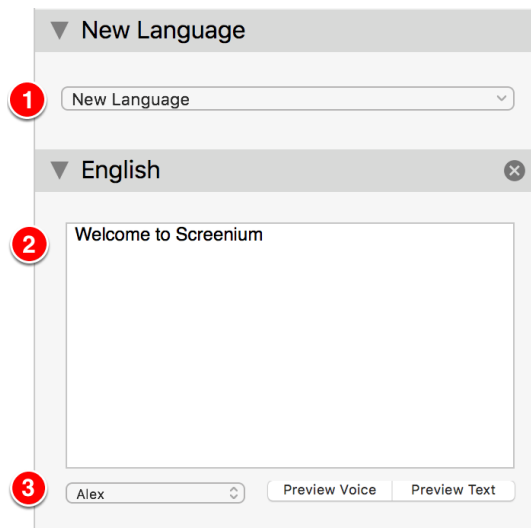 New Language
1 New Language
English
2 Welcome to Screenium
3 Alex Preview Voice Preview Text